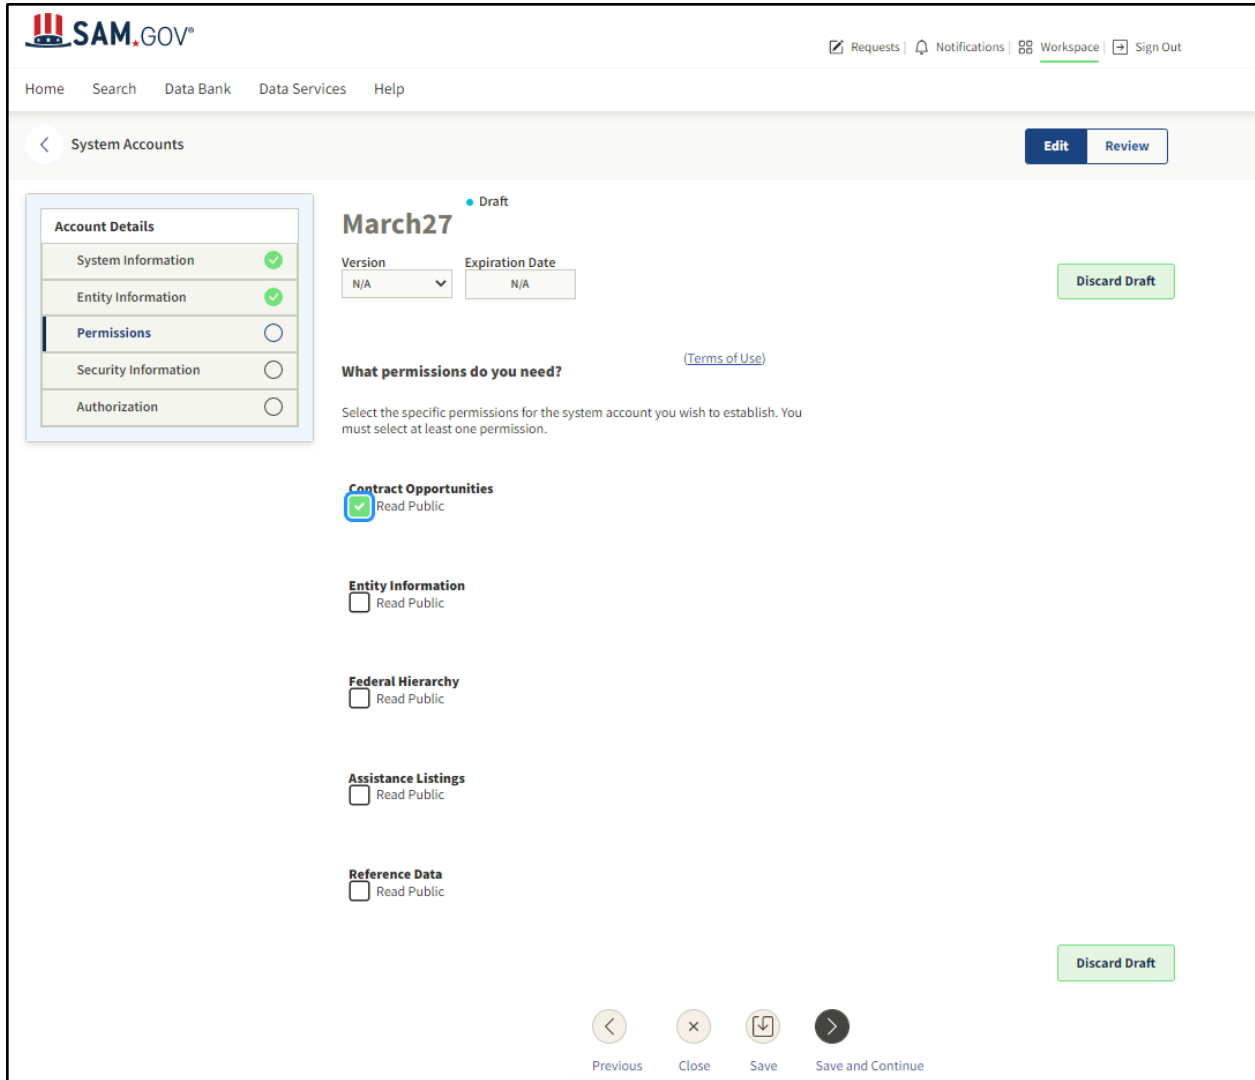 SAM.GOV®
Requests | Notifications | Workspace | Sign Out
Home Search Data Bank Data Services Help
System Accounts
Edit Review
Account Details
System Information
Entity Information
Permissions
Security Information
Authorization
Draft
March27
Version Expiration Date
N/A N/A
Discard Draft
What permissions do you need? (Terms of Use)
Select the specific permissions for the system account you wish to establish. You
must select at least one permission.
Contract Opportunities
Read Public
Entity Information
Read Public
Federal Hierarchy
Read Public
Assistance Listings
Read Public
Reference Data
Read Public
Discard Draft
Previous Close Save Save and Continue